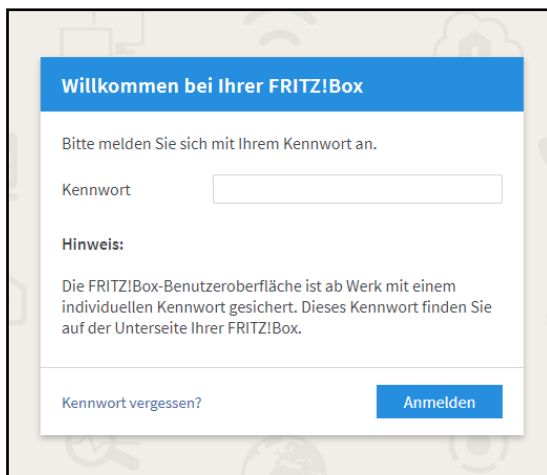 Willkommen bei Ihrer FRITZ!Box
Bitte melden Sie sich mit Ihrem Kennwort an.
Kennwort
Hinweis:
Die FRITZ!Box-Benutzeroberfläche ist ab Werk mit einem
individuellen Kennwort gesichert. Dieses Kennwort finden Sie
auf der Unterseite Ihrer FRITZ!Box.
Kennwort vergessen?
Anmelden